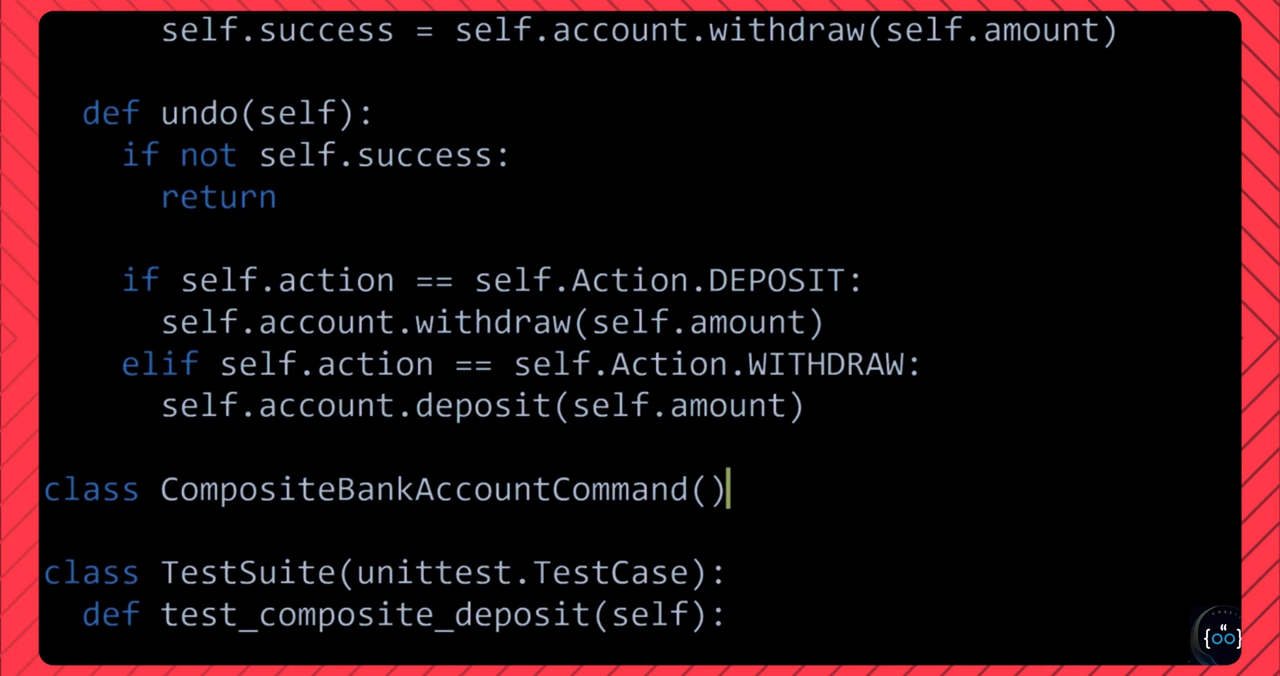 self.success = self.account.withdraw(self.amount)
def undo(self):
if not self.success:
return
if self.action == self.Action.DEPOSIT:
self.account.withdraw(self.amount)
elif self.action == self.Action.WITHDRAW:
self.account.deposit(self.amount)
class CompositeBankAccountCommand()
class TestSuite(unittest.TestCase):
def test_composite_deposit(self):